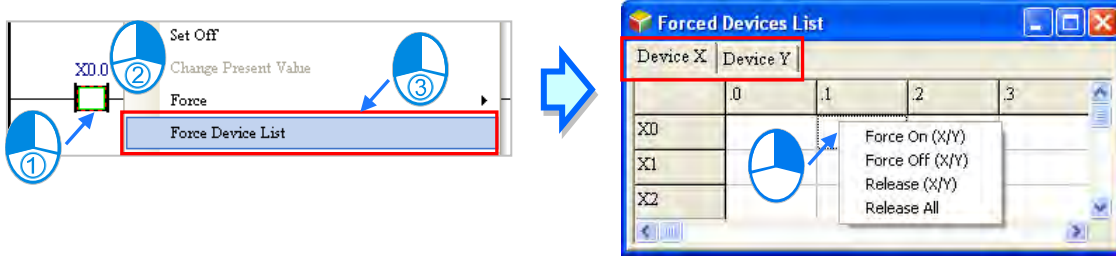 Set Off
X0.0
Change Present Value
②
③
Force
Force Device List
①
Forced Devices List
Device X Device Y
.0 .1 .2 .3
X0
X1
X2
Force On (X/Y)
Force Off (X/Y)
Release (X/Y)
Release All